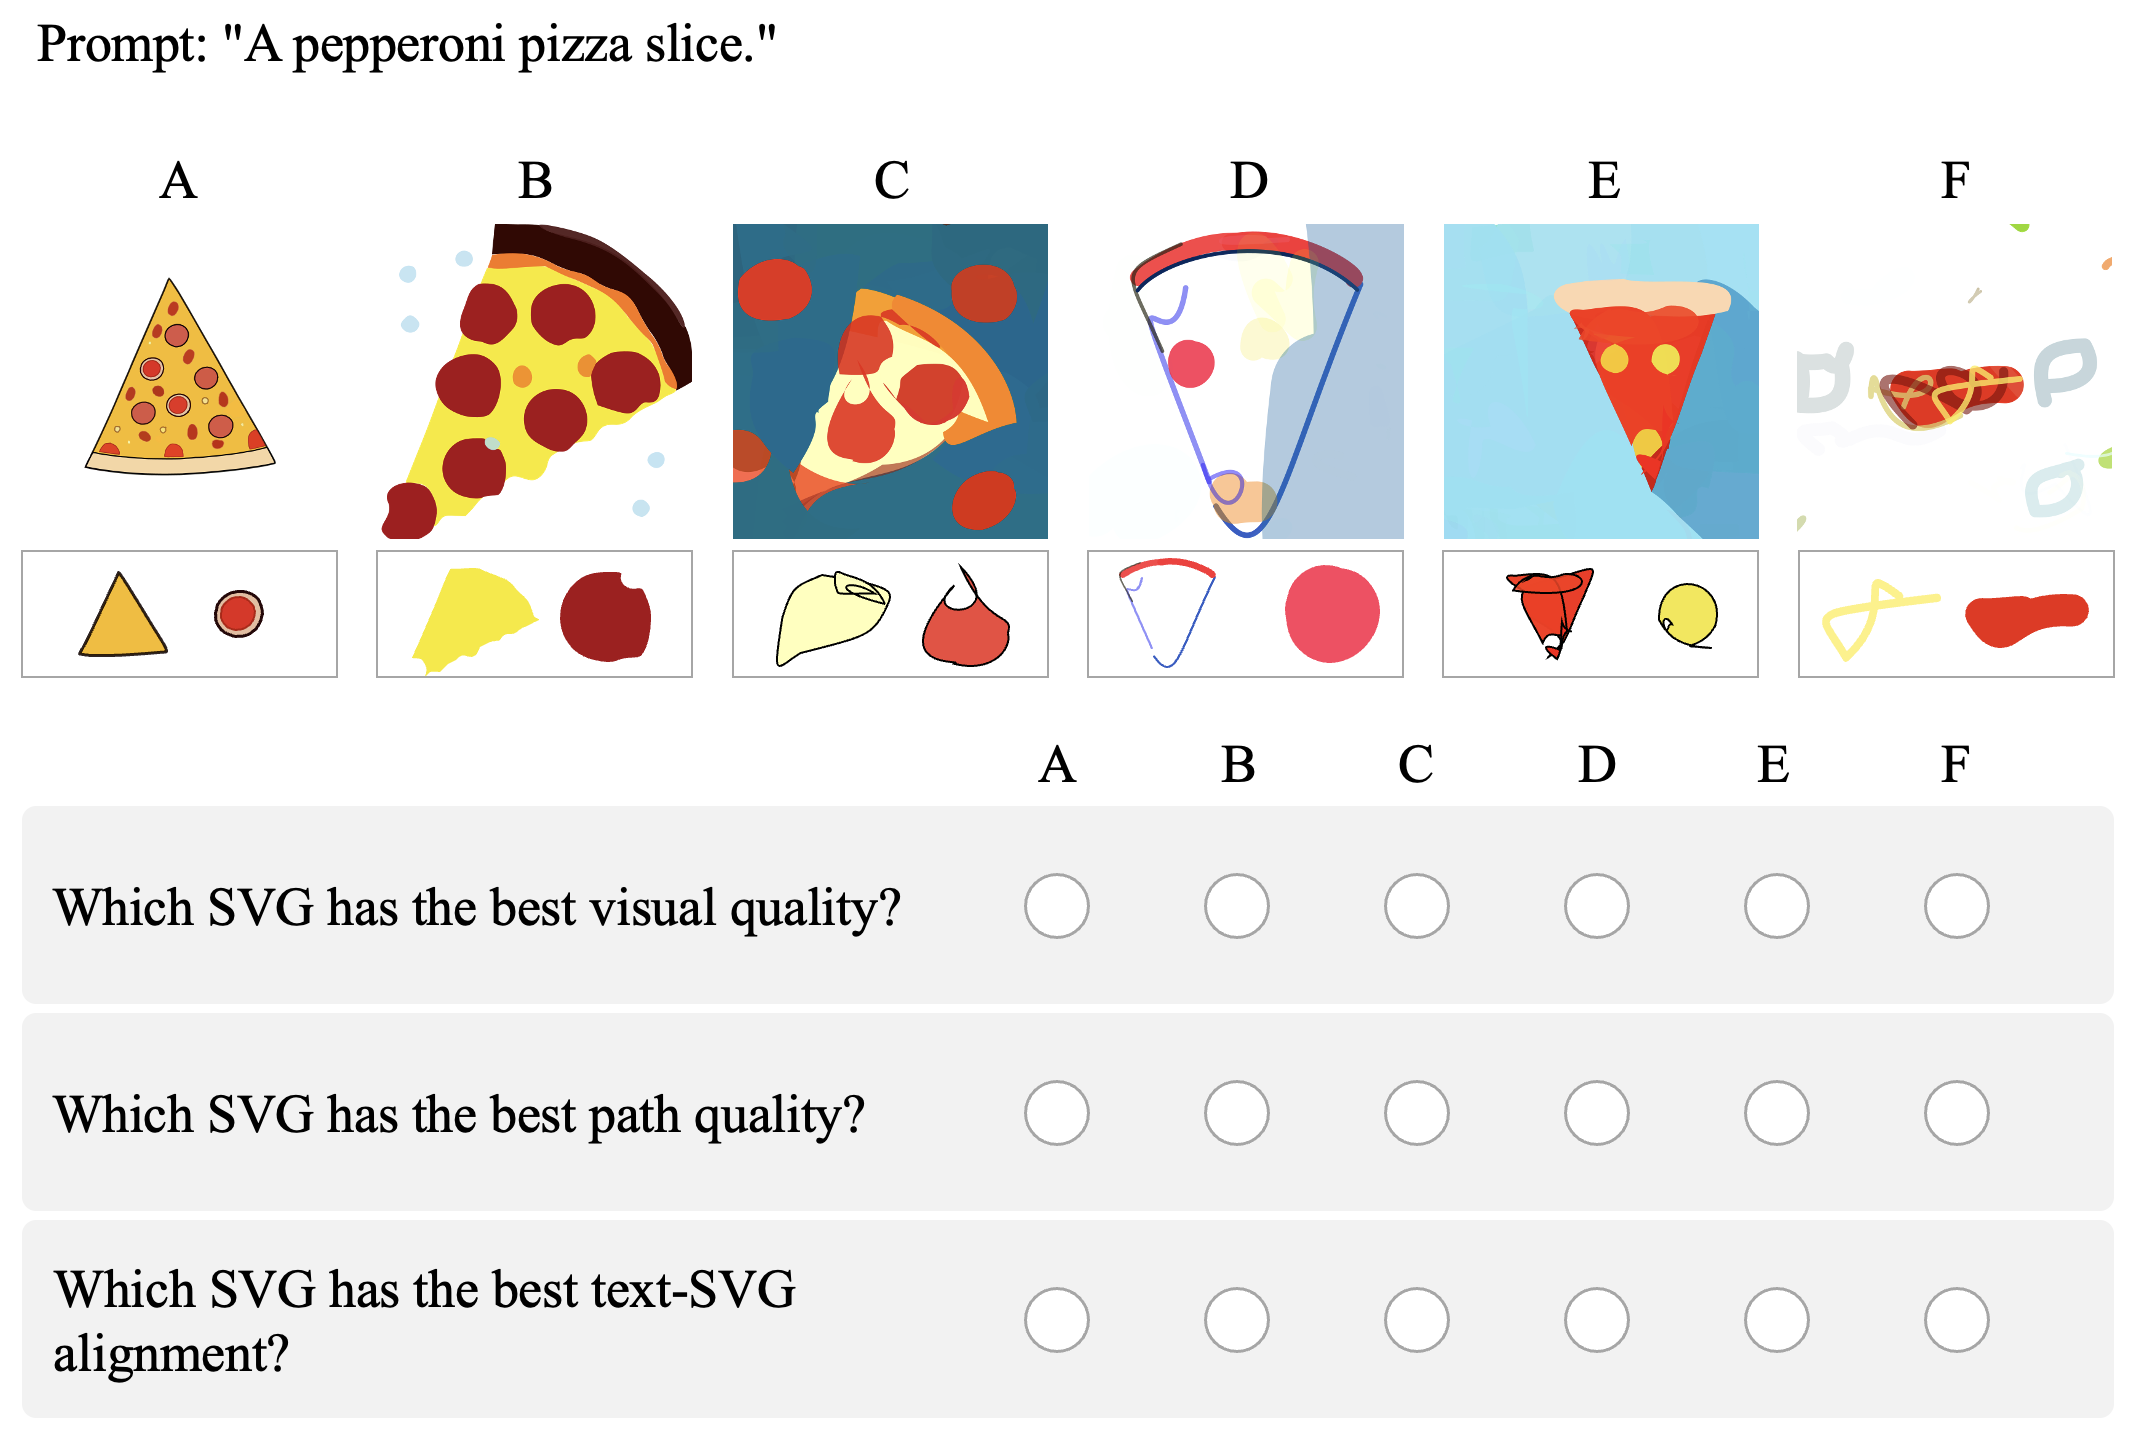 Prompt: "A pepperoni pizza slice."
A B C D E F
A B C D E F
Which SVG has the best visual quality?
Which SVG has the best path quality?
Which SVG has the best text-SVG
alignment?